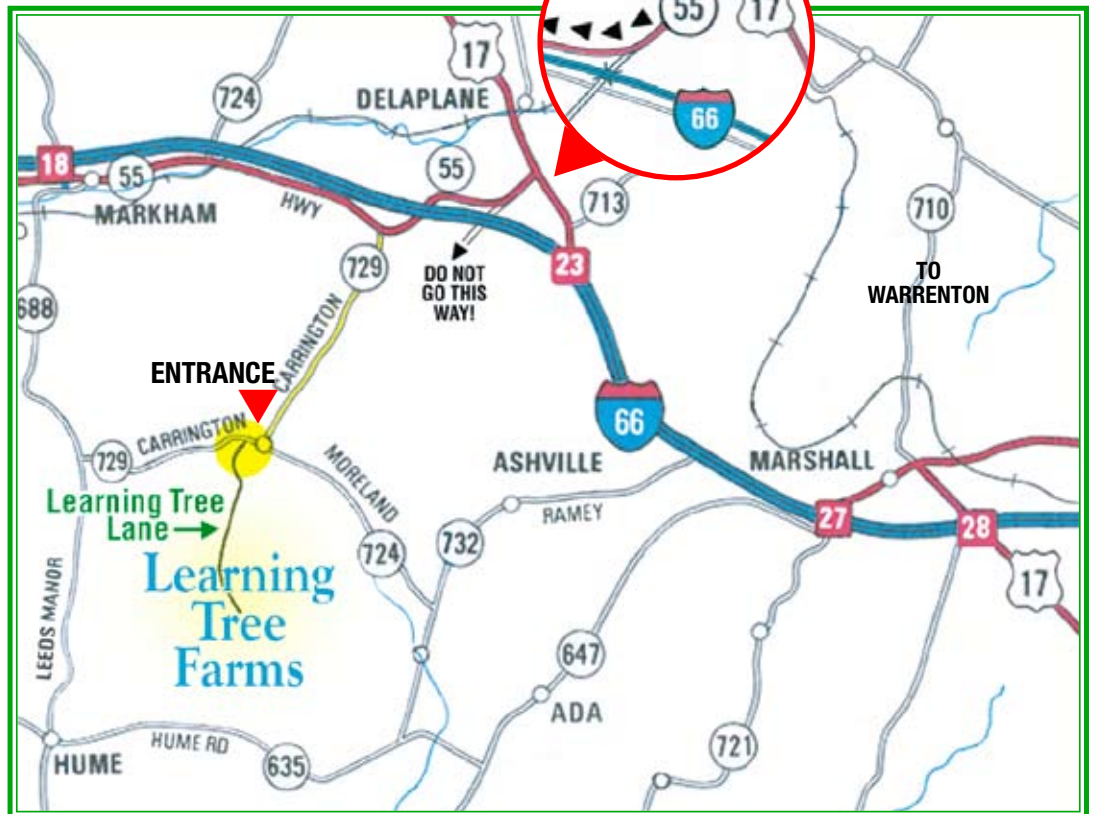 55
17
17
724
DELAPLANE
66
18
55
55
MARKHAM
HWY
713
710
729
DO NOT
GO THIS
WAY!
23
TO
WARRENTON
688
CARRINGTON
ENTRANCE
66
CARRINGTON
729
MORELAND
ASHVILLE
MARSHALL
Learning Tree
Lane
RAMEY
27
28
724
732
Learning
Tree
Farms
17
LEEDS MANOR
647
ADA
HUME RD
721
HUME
635